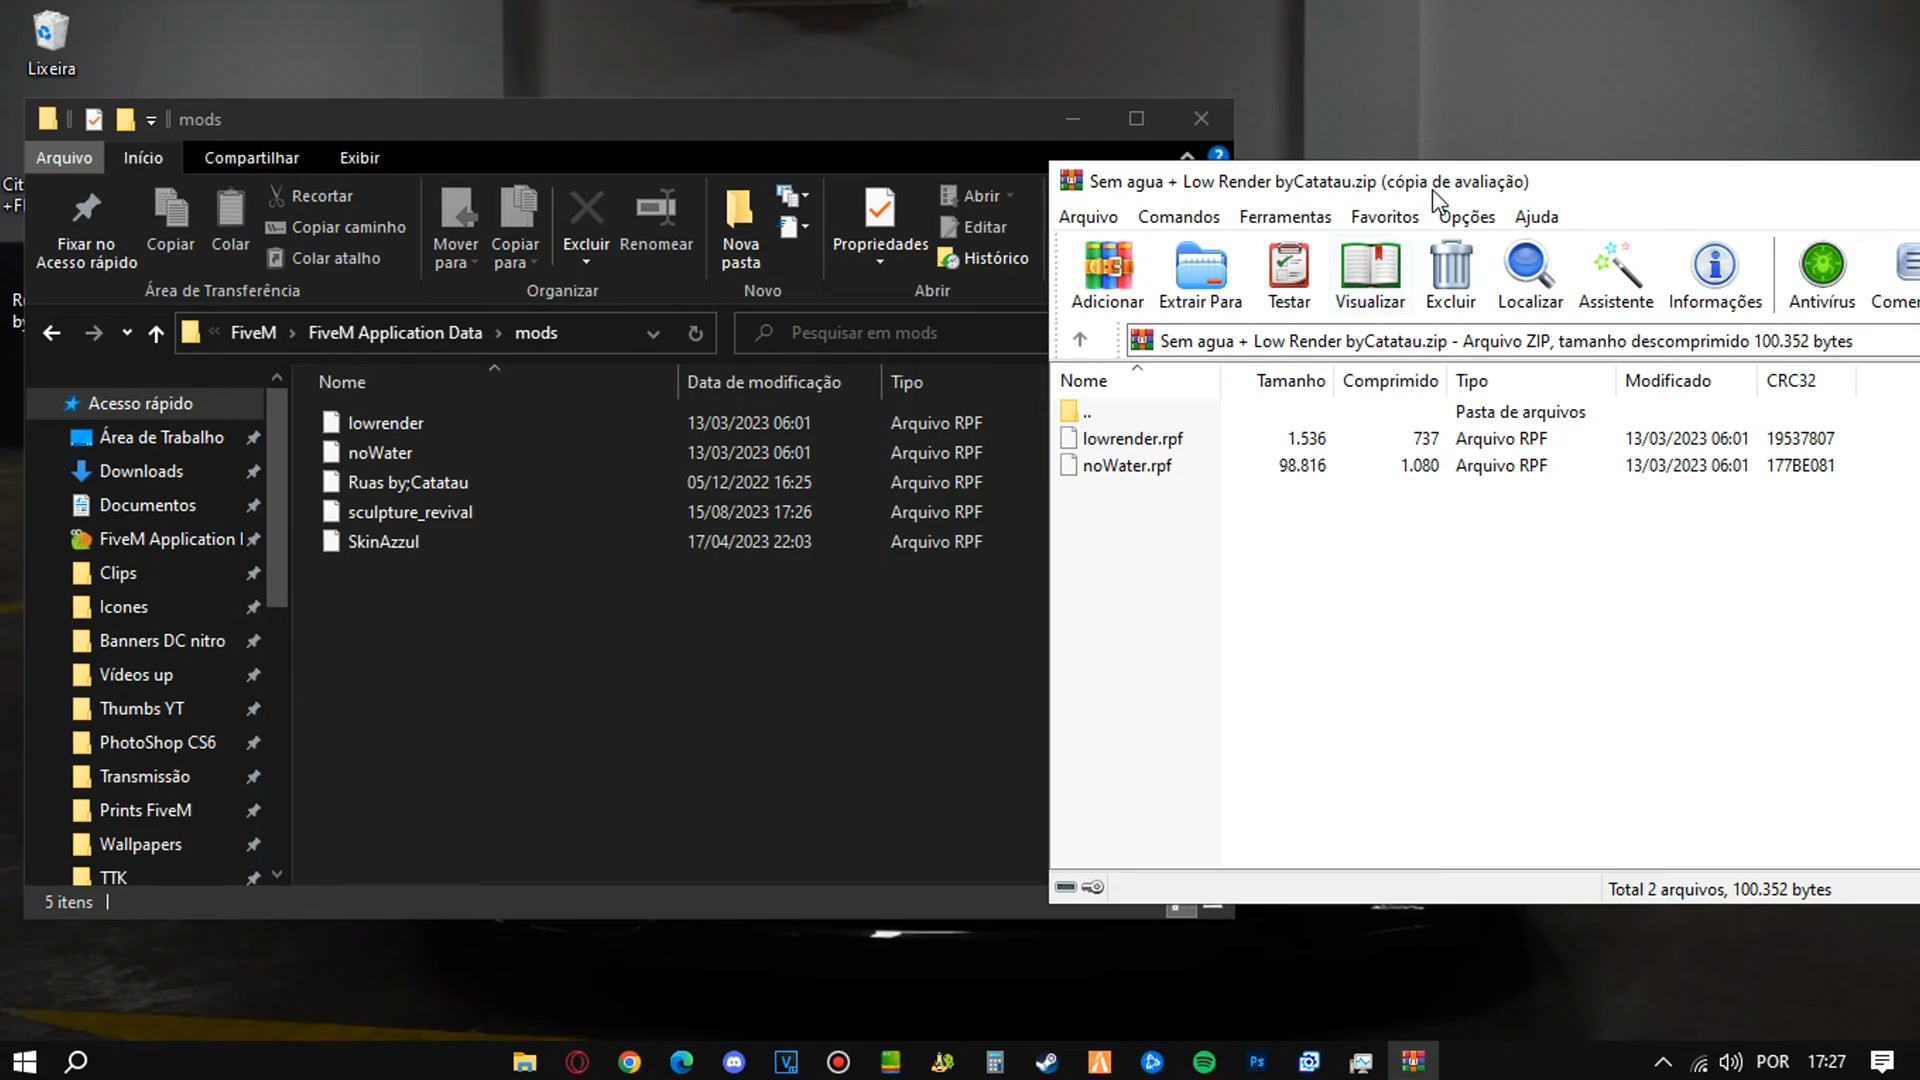 Lixeira
mods
Arquivo Início Compartilhar Exibir
Fixar no Acesso rápido
Copiar
Colar
Recortar
Copiar caminho
Colar atalho
Mover para
Copiar para
Excluir
Renomear
Nova pasta
Propriedades
Abrir
Editar
Histórico
Área de Transferência
Organizar
Novo
Abrir
FiveM FiveM Application Data mods
Pesquisar em mods
Nome Data de modificação Tipo
lowrender 13/03/2023 06:01 Arquivo RPF
noWater 13/03/2023 06:01 Arquivo RPF
Ruas by;Catatau 05/12/2022 16:25 Arquivo RPF
sculpture_revival 15/08/2023 17:26 Arquivo RPF
SkinAzzul 17/04/2023 22:03 Arquivo RPF
Acesso rápido
Área de Trabalho
Downloads
Documentos
FiveM Application
Clips
Icones
Banners DC nitro
Vídeos up
Thumbs YT
PhotoShop CS6
Transmissão
Prints FiveM
Wallpapers
TTK
5 itens
Sem agua + Low Render byCatatau.zip (cópia de avaliação)
Arquivo Comandos Ferramentas Favoritos Opções Ajuda
Adicionar Extrair Para Testar Visualizar Excluir Localizar Assistente Informações Antivírus
Sem agua + Low Render byCatatau.zip - Arquivo ZIP, tamanho descomprimido 100.352 bytes
Nome Tamanho Comprimido Tipo Modificado CRC32
.. Pasta de arquivos
lowrender.rpf 1.536 737 Arquivo RPF 13/03/2023 06:01 19537807
noWater.rpf 98.816 1.080 Arquivo RPF 13/03/2023 06:01 177BE081
Total 2 arquivos, 100.352 bytes
Ps
POR 17:27